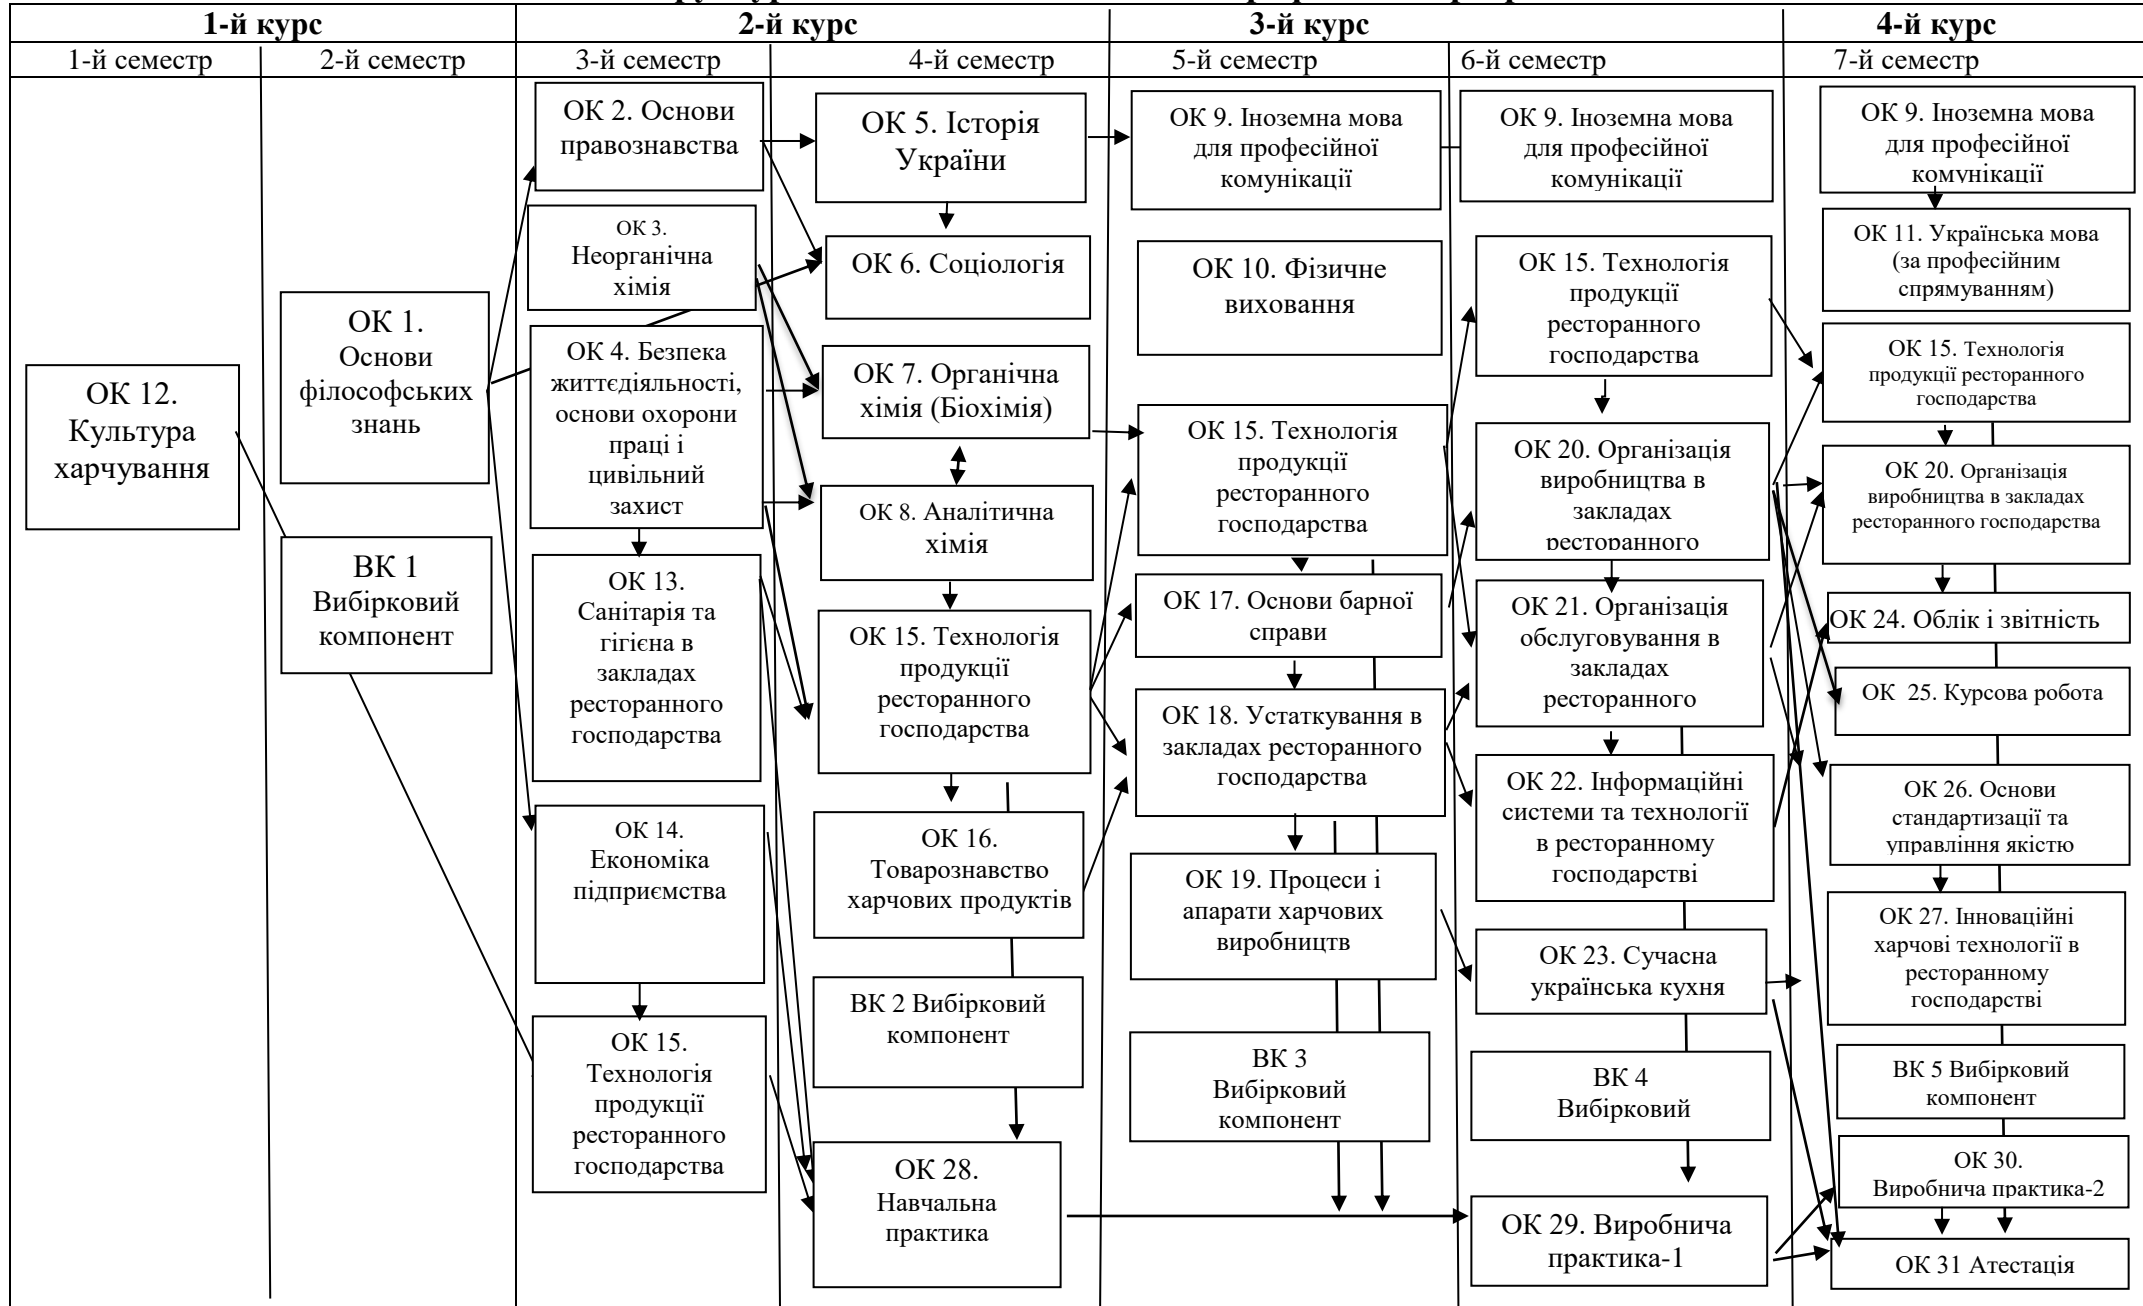 1-й курс
2-й курс
3-й курс
4-й курс
1-й семестр
2-й семестр
3-й семестр
4-й семестр
5-й семестр
6-й семестр
7-й семестр
ОК 12.
Культура
харчування
ОК 1.
Основи
філософських
знань
ВК 1
Вибірковий
компонент
ОК 2. Основи
правознавства
ОК 3.
Неорганічна
хімія
ОК 4. Безпека
життєдіяльності,
основи охорони
праці і
цивільний
захист
ОК 13.
Санітарія та
гігієна в
закладах
ресторанного
господарства
ОК 14.
Економіка
підприємства
ОК 15.
Технологія
продукції
ресторанного
господарства
ОК 5. Історія
України
ОК 6. Соціологія
ОК 7. Органічна
хімія (Біохімія)
ОК 8. Аналітична
хімія
ОК 15. Технологія
продукції
ресторанного
господарства
ОК 16.
Товарознавство
харчових продуктів
ВК 2 Вибірковий
компонент
ОК 28.
Навчальна
практика
ОК 9. Іноземна мова
для професійної
комунікації
ОК 10. Фізичне
виховання
ОК 15. Технологія
продукції
ресторанного
господарства
ОК 17. Основи барної
справи
ОК 18. Устаткування в
закладах ресторанного
господарства
ОК 19. Процеси і
апарати харчових
виробництв
ВК 3
Вибірковий
компонент
ОК 9. Іноземна мова
для професійної
комунікації
ОК 15. Технологія
продукції
ресторанного
господарства
ОК 20. Організація
виробництва в
закладах
ресторанного
ОК 21. Організація
обслуговування в
закладах
ресторанного
ОК 22. Інформаційні
системи та технології
в ресторанному
господарстві
ОК 23. Сучасна
українська кухня
ВК 4
Вибірковий
ОК 29. Виробнича
практика-1
ОК 9. Іноземна мова
для професійної
комунікації
ОК 11. Українська мова
(за професійним
спрямуванням)
ОК 15. Технологія
продукції ресторанного
господарства
ОК 20. Організація
виробництва в закладах
ресторанного господарства
ОК 24. Облік і звітність
ОК 25. Курсова робота
ОК 26. Основи
стандартизації та
управління якістю
ОК 27. Інноваційні
харчові технології в
ресторанному
господарстві
ВК 5 Вибірковий
компонент
ОК 30.
Виробнича практика-2
ОК 31 Атестація